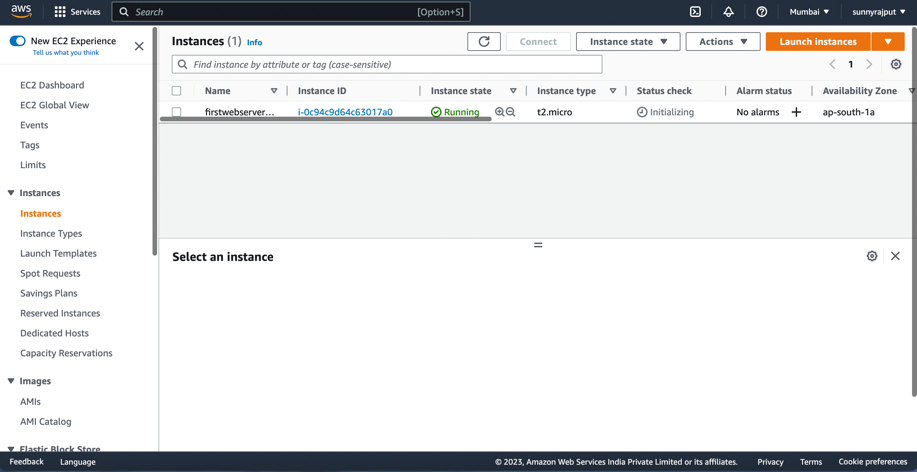 aws
Services
Search
[Option+S]
Mumbai
sunnyrajput
New EC2 Experience
Tell us what you think
EC2 Dashboard
EC2 Global View
Events
Tags
Limits
Instances
Instances
Instance Types
Launch Templates
Spot Requests
Savings Plans
Reserved Instances
Dedicated Hosts
Capacity Reservations
Images
AMIs
AMI Catalog
Elastic Block Store
Instances (1) Info
Connect
Instance state
Actions
Launch instances
Find instance by attribute or tag (case-sensitive)
1
Name Instance ID Instance state Instance type Status check Alarm status Availability Zone
firstwebserver... i-0c94c9d64c63017a0 Running t2.micro Initializing No alarms + ap-south-1a
Select an instance
Feedback Language © 2023, Amazon Web Services India Private Limited or its affiliates. Privacy Terms Cookie preferences